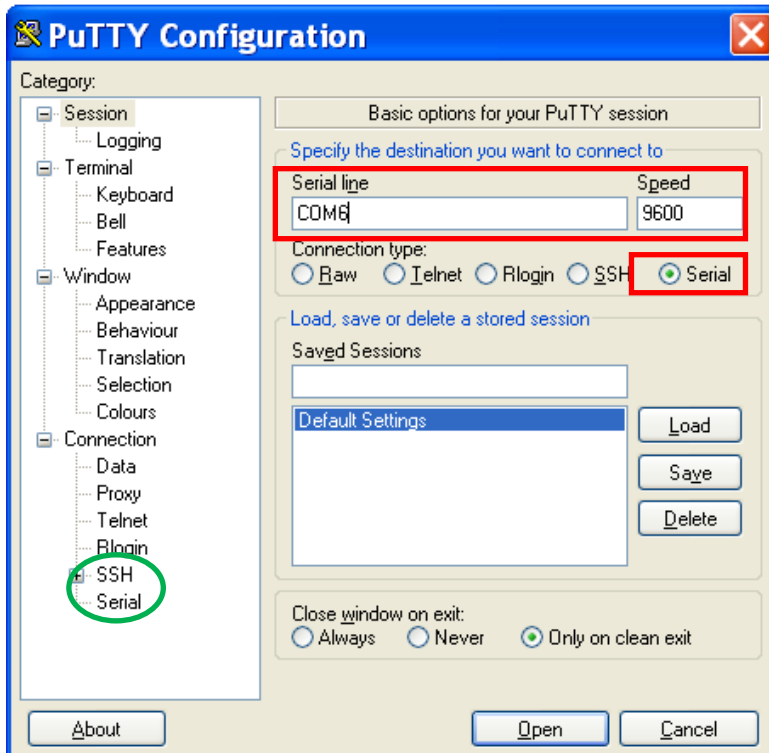 PuTTY Configuration
Category:
Session
Logging
Terminal
Keyboard
Bell
Features
Window
Appearance
Behaviour
Translation
Selection
Colours
Connection
Data
Proxy
Telnet
Rlogin
SSH
Serial
Basic options for your PuTTY session
Specify the destination you want to connect to
Serial line Speed
COM6 9600
Connection type:
Raw Telnet Rlogin SSH Serial
Load, save or delete a stored session
Saved Sessions
Default Settings
Load
Save
Delete
Close window on exit:
Always Never Only on clean exit
About Open Cancel